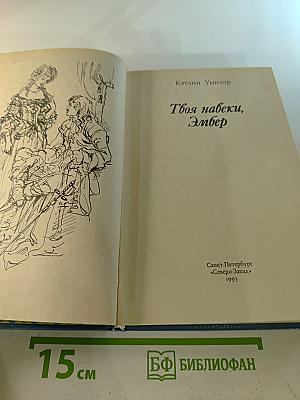 Кэтлин Уинзор
Твоя навеки,
Эмбер
Санкт-Петербург
«Северо-Запад»
1993
15 см
БФ БИБЛИОФАН